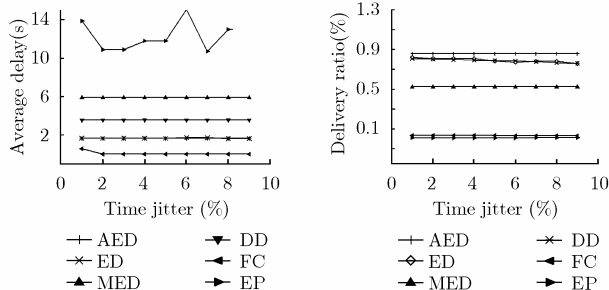 Average delay(s)
14
10
6
2
0 2 4 6 8 10
Time jitter (%)
AED DD
ED FC
MED EP
Delivery ratio(%)
1.3
0.9
0.5
0.1
0 2 4 6 8 10
Time jitter (%)
AED DD
ED FC
MED EP